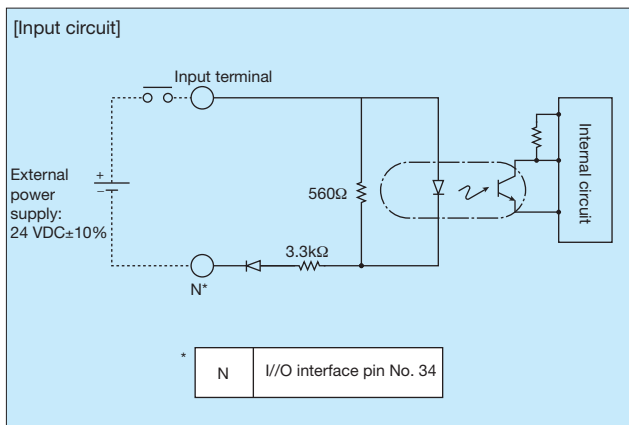 [Input circuit]
Input terminal
External
power
supply:
24 VDC±10%
+
−
560Ω
3.3kΩ
N*
Internal circuit
*
N
I//O interface pin No. 34